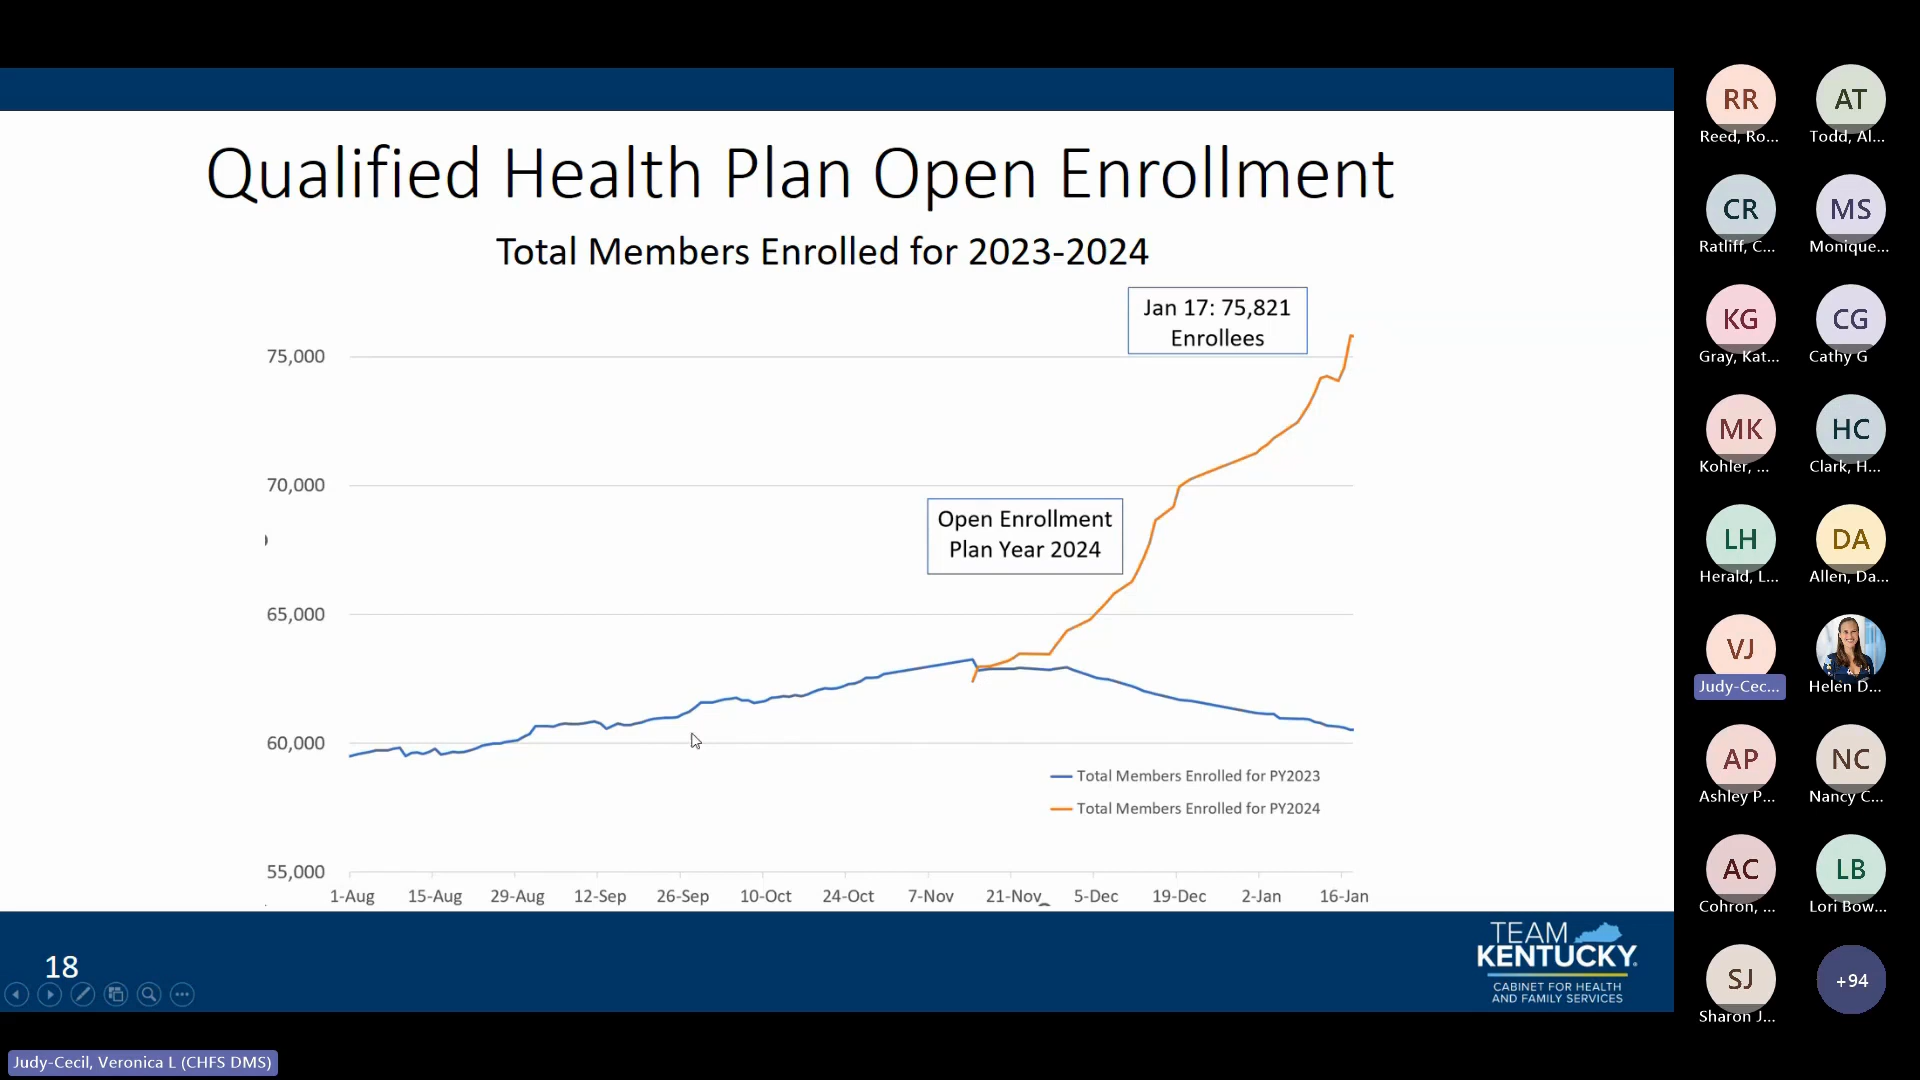 Qualified Health Plan Open Enrollment
Total Members Enrolled for 2023-2024
Jan 17: 75,821
Enrollees
Open Enrollment
Plan Year 2024
75,000
70,000
65,000
60,000
55,000
1-Aug 15-Aug 29-Aug 12-Sep 26-Sep 10-Oct 24-Oct 7-Nov 21-Nov 5-Dec 19-Dec 2-Jan 16-Jan
Total Members Enrolled for PY2023
Total Members Enrolled for PY2024
18
TEAM
KENTUCKY
CABINET FOR HEALTH
AND FAMILY SERVICES
Judy-Cecil, Veronica L (CHFS DMS)
RR AT
Reed, Ro... Todd, Al...
CR MS
Ratliff, C... Monique...
KG CG
Gray, Kat... Cathy G
MK HC
Kohler, ... Clark, H...
LH DA
Herald, L... Allen, Da...
VJ
Judy-Cec... Helen D...
AP NC
Ashley P... Nancy C...
AC LB
Cohron, ... Lori Bow...
SJ +94
Sharon J...